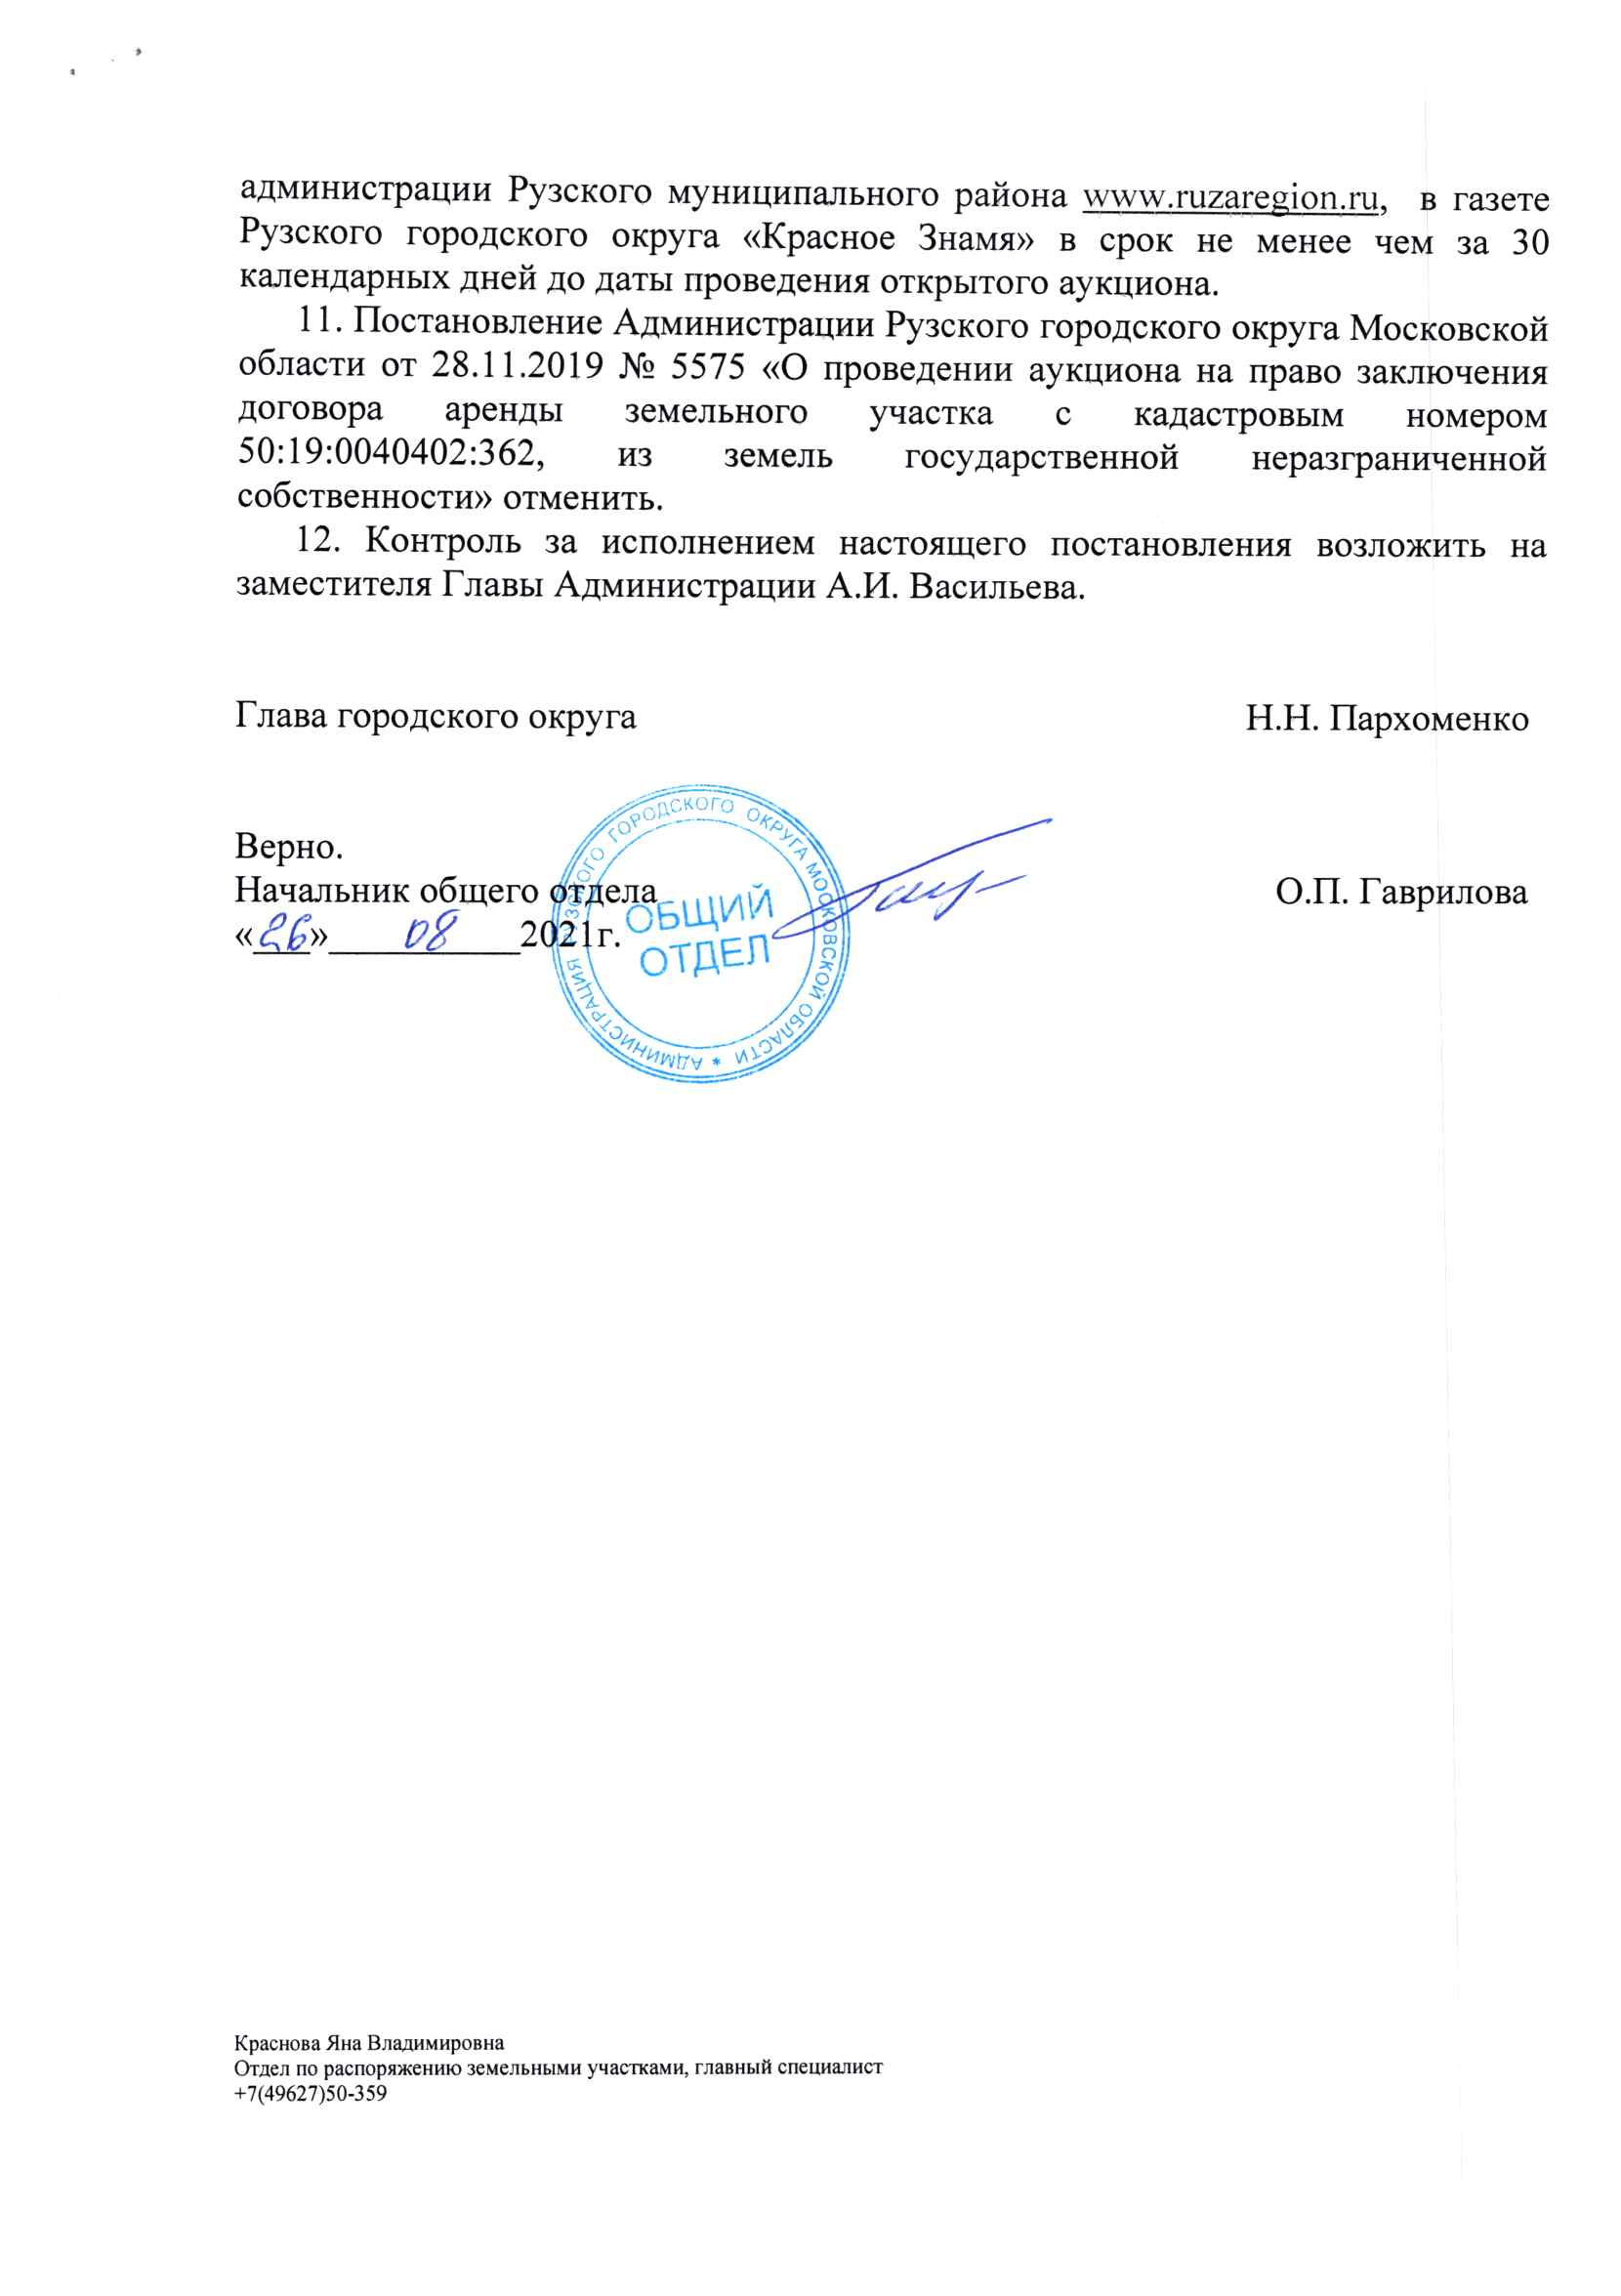 администрации Рузского муниципального района www.ruzaregion.ru, в газете
Рузского городского округа «Красное Знамя» в срок не менее чем за 30
календарных дней до даты проведения открытого аукциона.
11. Постановление Администрации Рузского городского округа Московской
области от 28.11.2019 № 5575 «О проведении аукциона на право заключения
договора аренды земельного участка с кадастровым номером
50:19:0040402:362, из земель государственной неразграниченной
собственности» отменить.
12. Контроль за исполнением настоящего постановления возложить на
заместителя Главы Администрации А.И. Васильева.
Глава городского округа Н.Н. Пархоменко
Верно.
Начальник общего отдела О.П. Гаврилова
«26» 08 2021г.
АДМИНИСТРАЦИЯ РУЗСКОГО ГОРОДСКОГО ОКРУГА МОСКОВСКОЙ ОБЛАСТИ *
ОБЩИЙ
ОТДЕЛ
Краснова Яна Владимировна
Отдел по распоряжению земельными участками, главный специалист
+7(49627)50-359